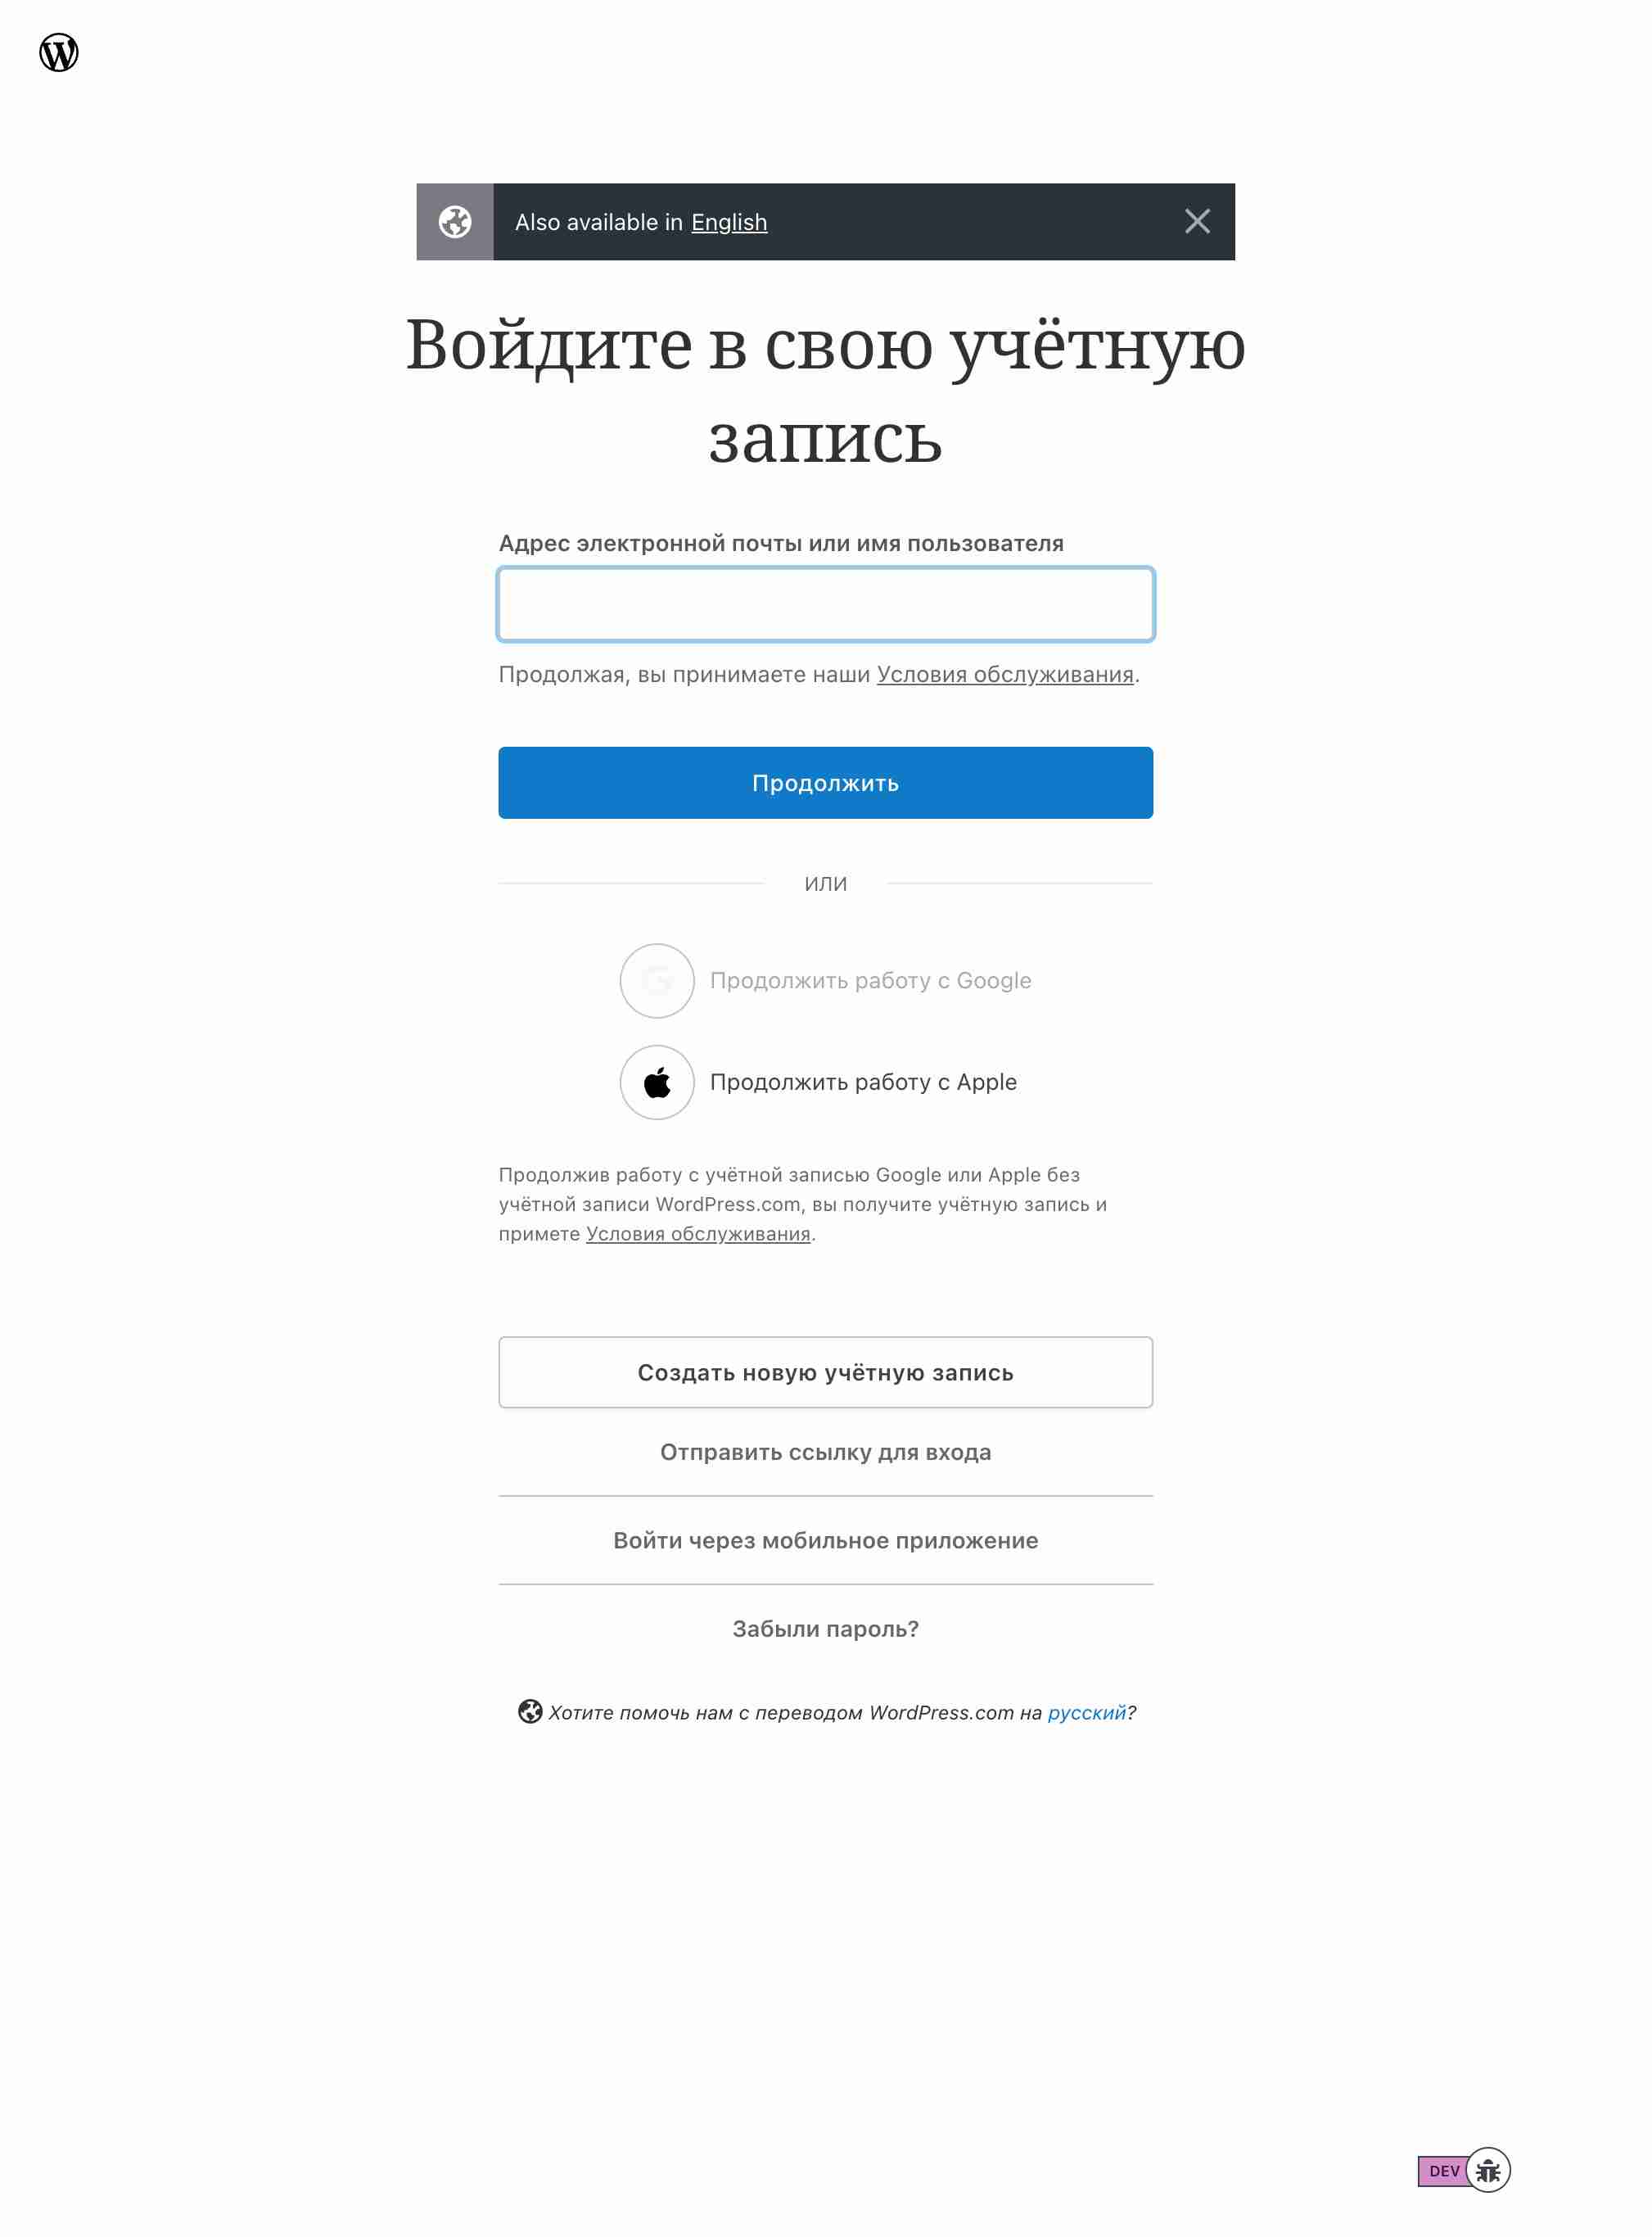 Also available in English
Войдите в свою учётную
запись
Адрес электронной почты или имя пользователя
Продолжая, вы принимаете наши Условия обслуживания.
Продолжить
ИЛИ
Продолжить работу с Google
Продолжить работу с Apple
Продолжив работу с учётной записью Google или Apple без
учётной записи WordPress.com, вы получите учётную запись и
примете Условия обслуживания.
Создать новую учётную запись
Отправить ссылку для входа
Войти через мобильное приложение
Забыли пароль?
Хотите помочь нам с переводом WordPress.com на русский?
DEV